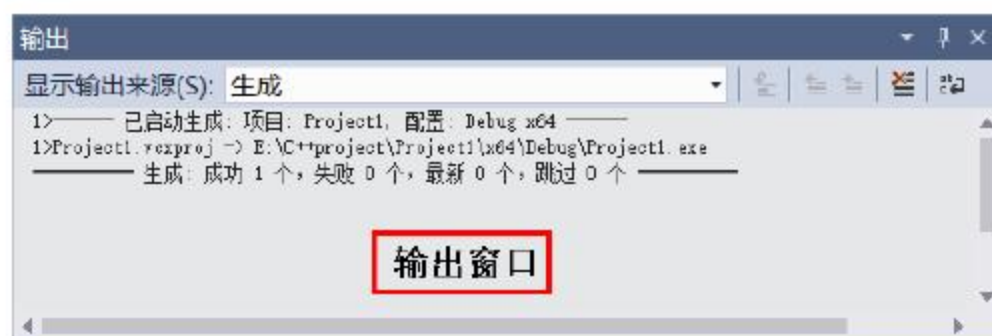 输出
显示输出来源(S): 生成
1>—— 已启动生成: 项目: Project1, 配置: Debug x64 ——
1>Project1.vcxproj -> E:\C++project\Project1\x64\Debug\Project1.exe
———— 生成: 成功 1 个，失败 0 个，最新 0 个，跳过 0 个 ————
输出窗口